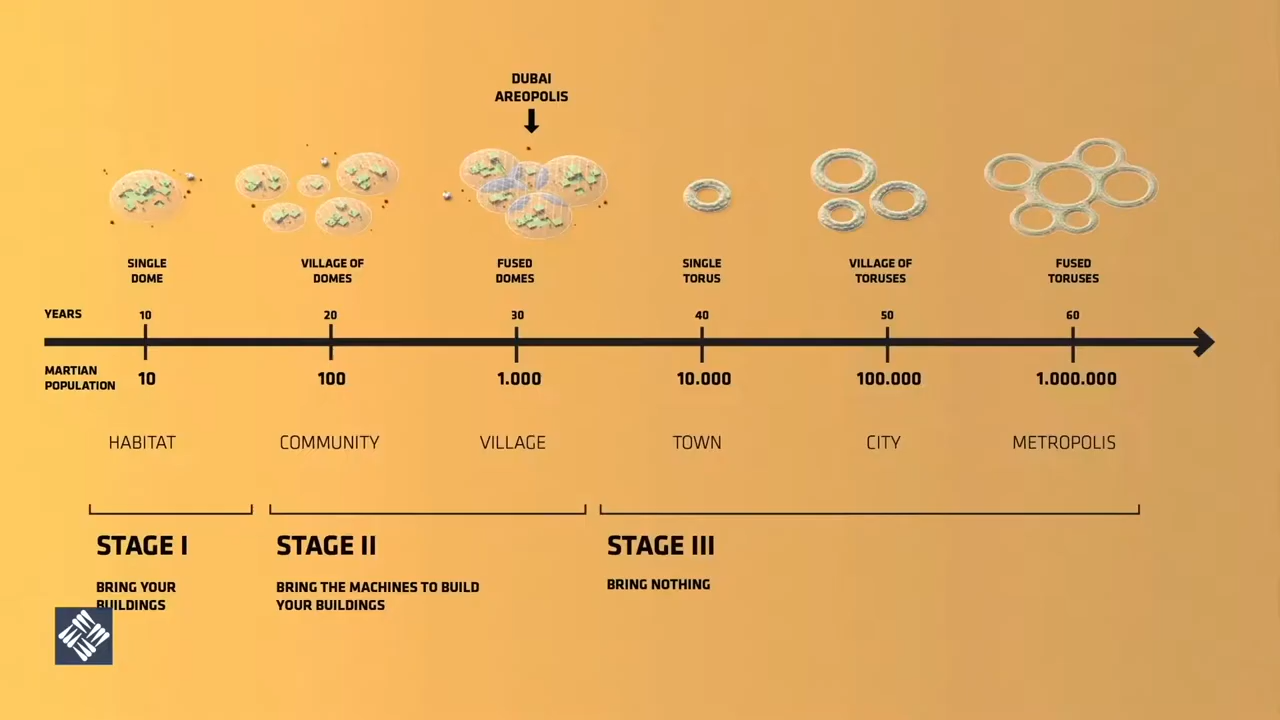 DUBAI
AREOPOLIS
SINGLE
DOME
VILLAGE OF
DOMES
FUSED
DOMES
SINGLE
TORUS
VILLAGE OF
TORUSES
FUSED
TORUSES
YEARS 10 20 30 40 50 60
MARTIAN
POPULATION 10 100 1.000 10.000 100.000 1.000.000
HABITAT COMMUNITY VILLAGE TOWN CITY METROPOLIS
STAGE I
BRING YOUR
BUILDINGS
STAGE II
BRING THE MACHINES TO BUILD
YOUR BUILDINGS
STAGE III
BRING NOTHING